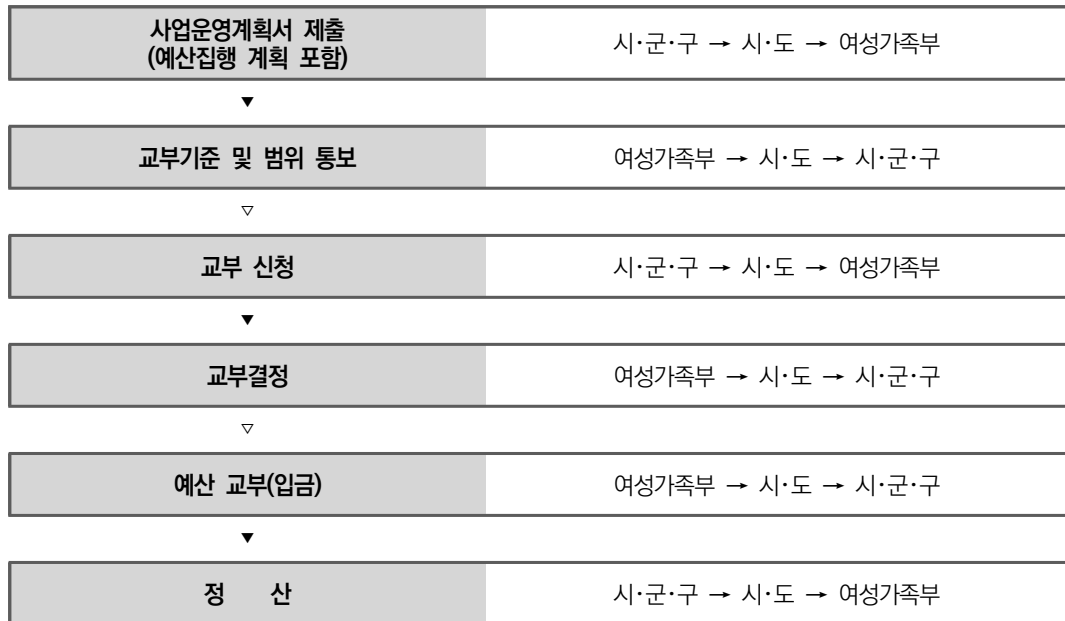 사업운영계획서 제출
(예산집행 계획 포함)
시·군·구 → 시·도 → 여성가족부
▼
교부기준 및 범위 통보
여성가족부 → 시·도 → 시·군·구
▽
교부 신청
시·군·구 → 시·도 → 여성가족부
▼
교부결정
여성가족부 → 시·도 → 시·군·구
▽
예산 교부(입금)
여성가족부 → 시·도 → 시·군·구
▼
정 산
시·군·구 → 시·도 → 여성가족부